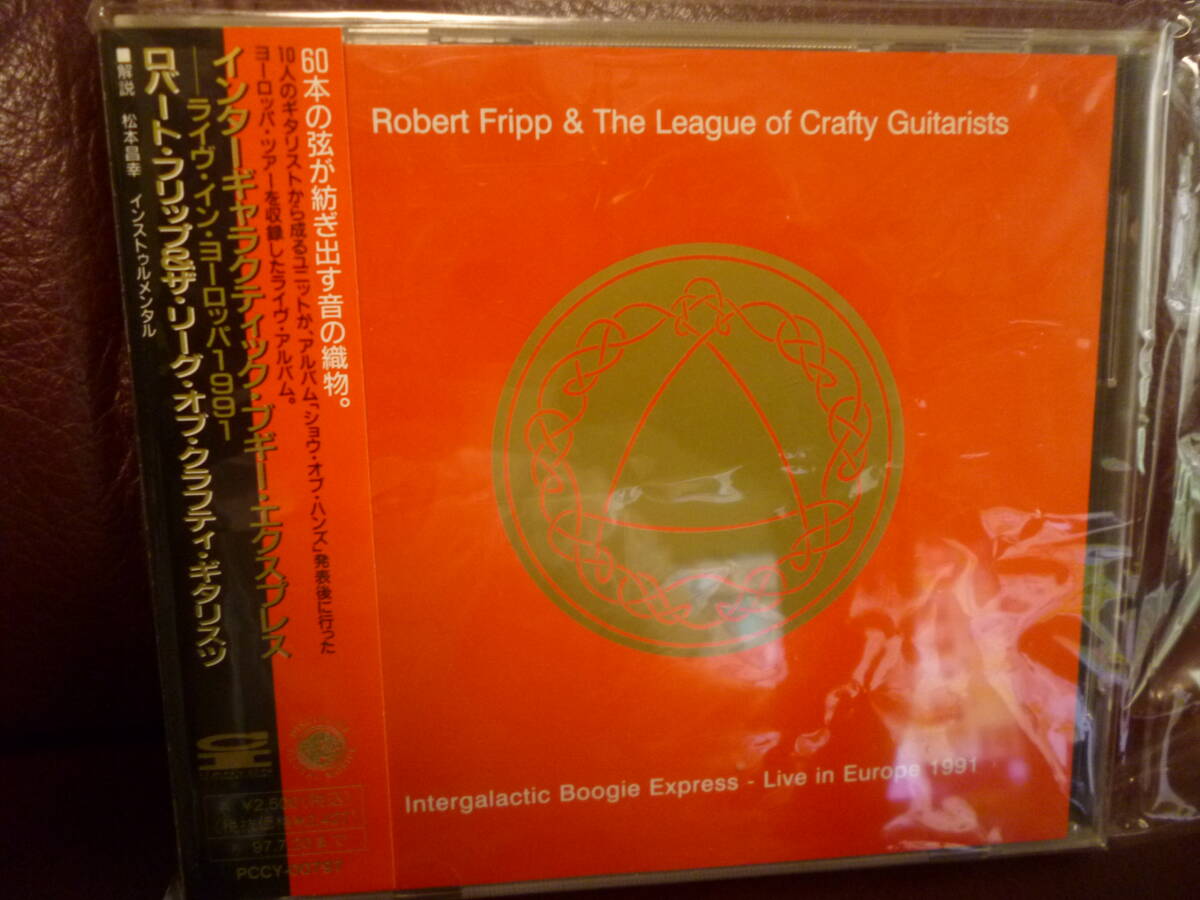 Robert Fripp & The League of Crafty Guitarists
Intergalactic Boogie Express - Live in Europe 1991
60本の弦が紡ぎ出す音の織物。
10人のギタリストから成るユニットが、アルバム「ショウ・オブ・ハンズ」発表後に行った
ヨーロッパ・ツアーを収録したライヴ・アルバム。
インターギャラクティック・ブギー・エクスプレス
―ライヴ・イン・ヨーロッパ1991
ロバート・フリップ&ザ・リーグ・オブ・クラフティ・ギタリスツ
■解説 松本昌幸 インストゥルメンタル
¥2,500
97.7.20まで